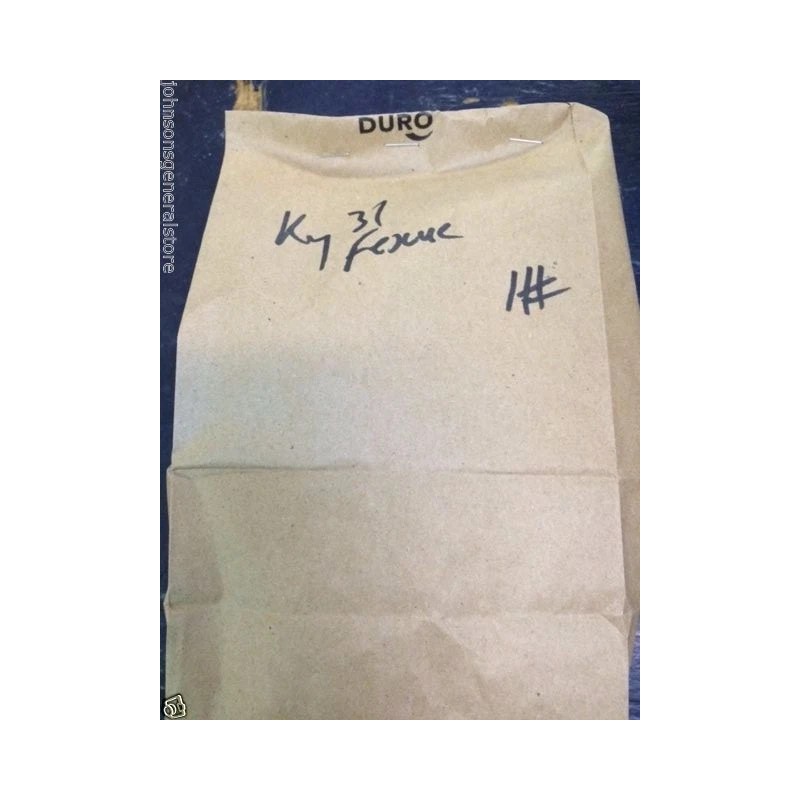 DURO
Ky 31
Fescue
1#
johnsonsgeneralstore